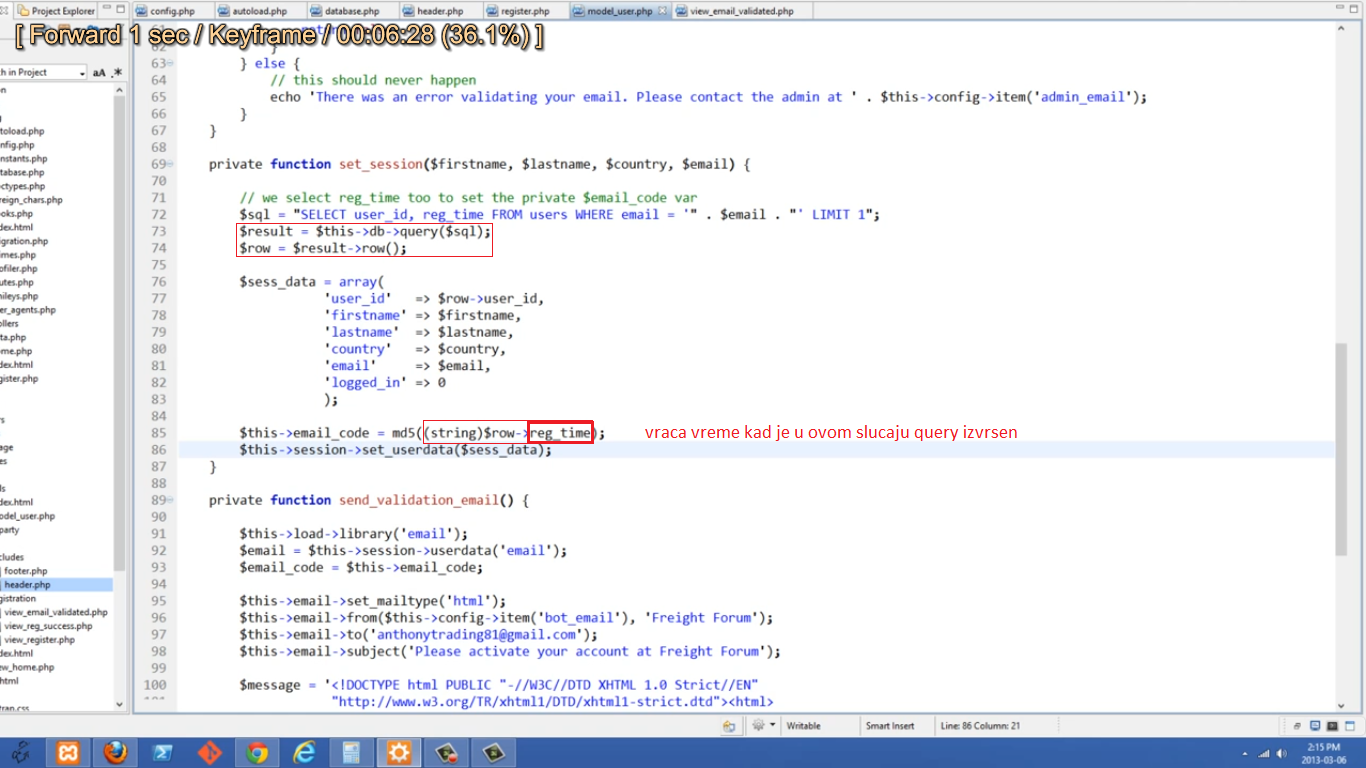 Project Explorer
config.php
autoload.php
database.php
header.php
register.php
model_user.php
view_email_validated.php
[ Forward 1 sec / Keyframe / 00:06:28 (36.1%) ]
63 } else {
64 // this should never happen
65 echo 'There was an error validating your email. Please contact the admin at ' . $this->config->item('admin_email');
66 }
67 }
68
69 private function set_session($firstname, $lastname, $country, $email) {
70
71 // we select reg_time too to set the private $email_code var
72 $sql = "SELECT user_id, reg_time FROM users WHERE email = '" . $email . "' LIMIT 1";
73 $result = $this->db->query($sql);
74 $row = $result->row();
75
76 $sess_data = array(
77 'user_id' => $row->user_id,
78 'firstname' => $firstname,
79 'lastname' => $lastname,
80 'country' => $country,
81 'email' => $email,
82 'logged_in' => 0
83 );
84
85 $this->email_code = md5((string)$row->reg_time); vraca vreme kad je u ovom slucaju query izvrsen
86 $this->session->set_userdata($sess_data);
87 }
88
89 private function send_validation_email() {
90
91 $this->load->library('email');
92 $email = $this->session->userdata('email');
93 $email_code = $this->email_code;
94
95 $this->email->set_mailtype('html');
96 $this->email->from($this->config->item('bot_email'), 'Freight Forum');
97 $this->email->to('anthonytrading81@gmail.com');
98 $this->email->subject('Please activate your account at Freight Forum');
99
100 $message = '<!DOCTYPE html PUBLIC "-//W3C//DTD XHTML 1.0 Strict//EN"
"http://www.w3.org/TR/xhtml1/DTD/xhtml1-strict.dtd"><html>
h in Project
aA
toload.php
nfig.php
nstants.php
tabase.php
ctypes.php
reign_chars.php
oks.php
dex.html
igration.php
imes.php
ofiler.php
utes.php
mileys.php
er_agents.php
ollers
ta.php
me.php
dex.html
gister.php
dex.html
odel_user.php
party
cludes
footer.php
header.php
gistration
view_email_validated.php
view_reg_success.php
view_register.php
dex.html
ew_home.php
html
Writable
Smart Insert
Line: 86 Column: 21
2:15 PM
2013-03-06